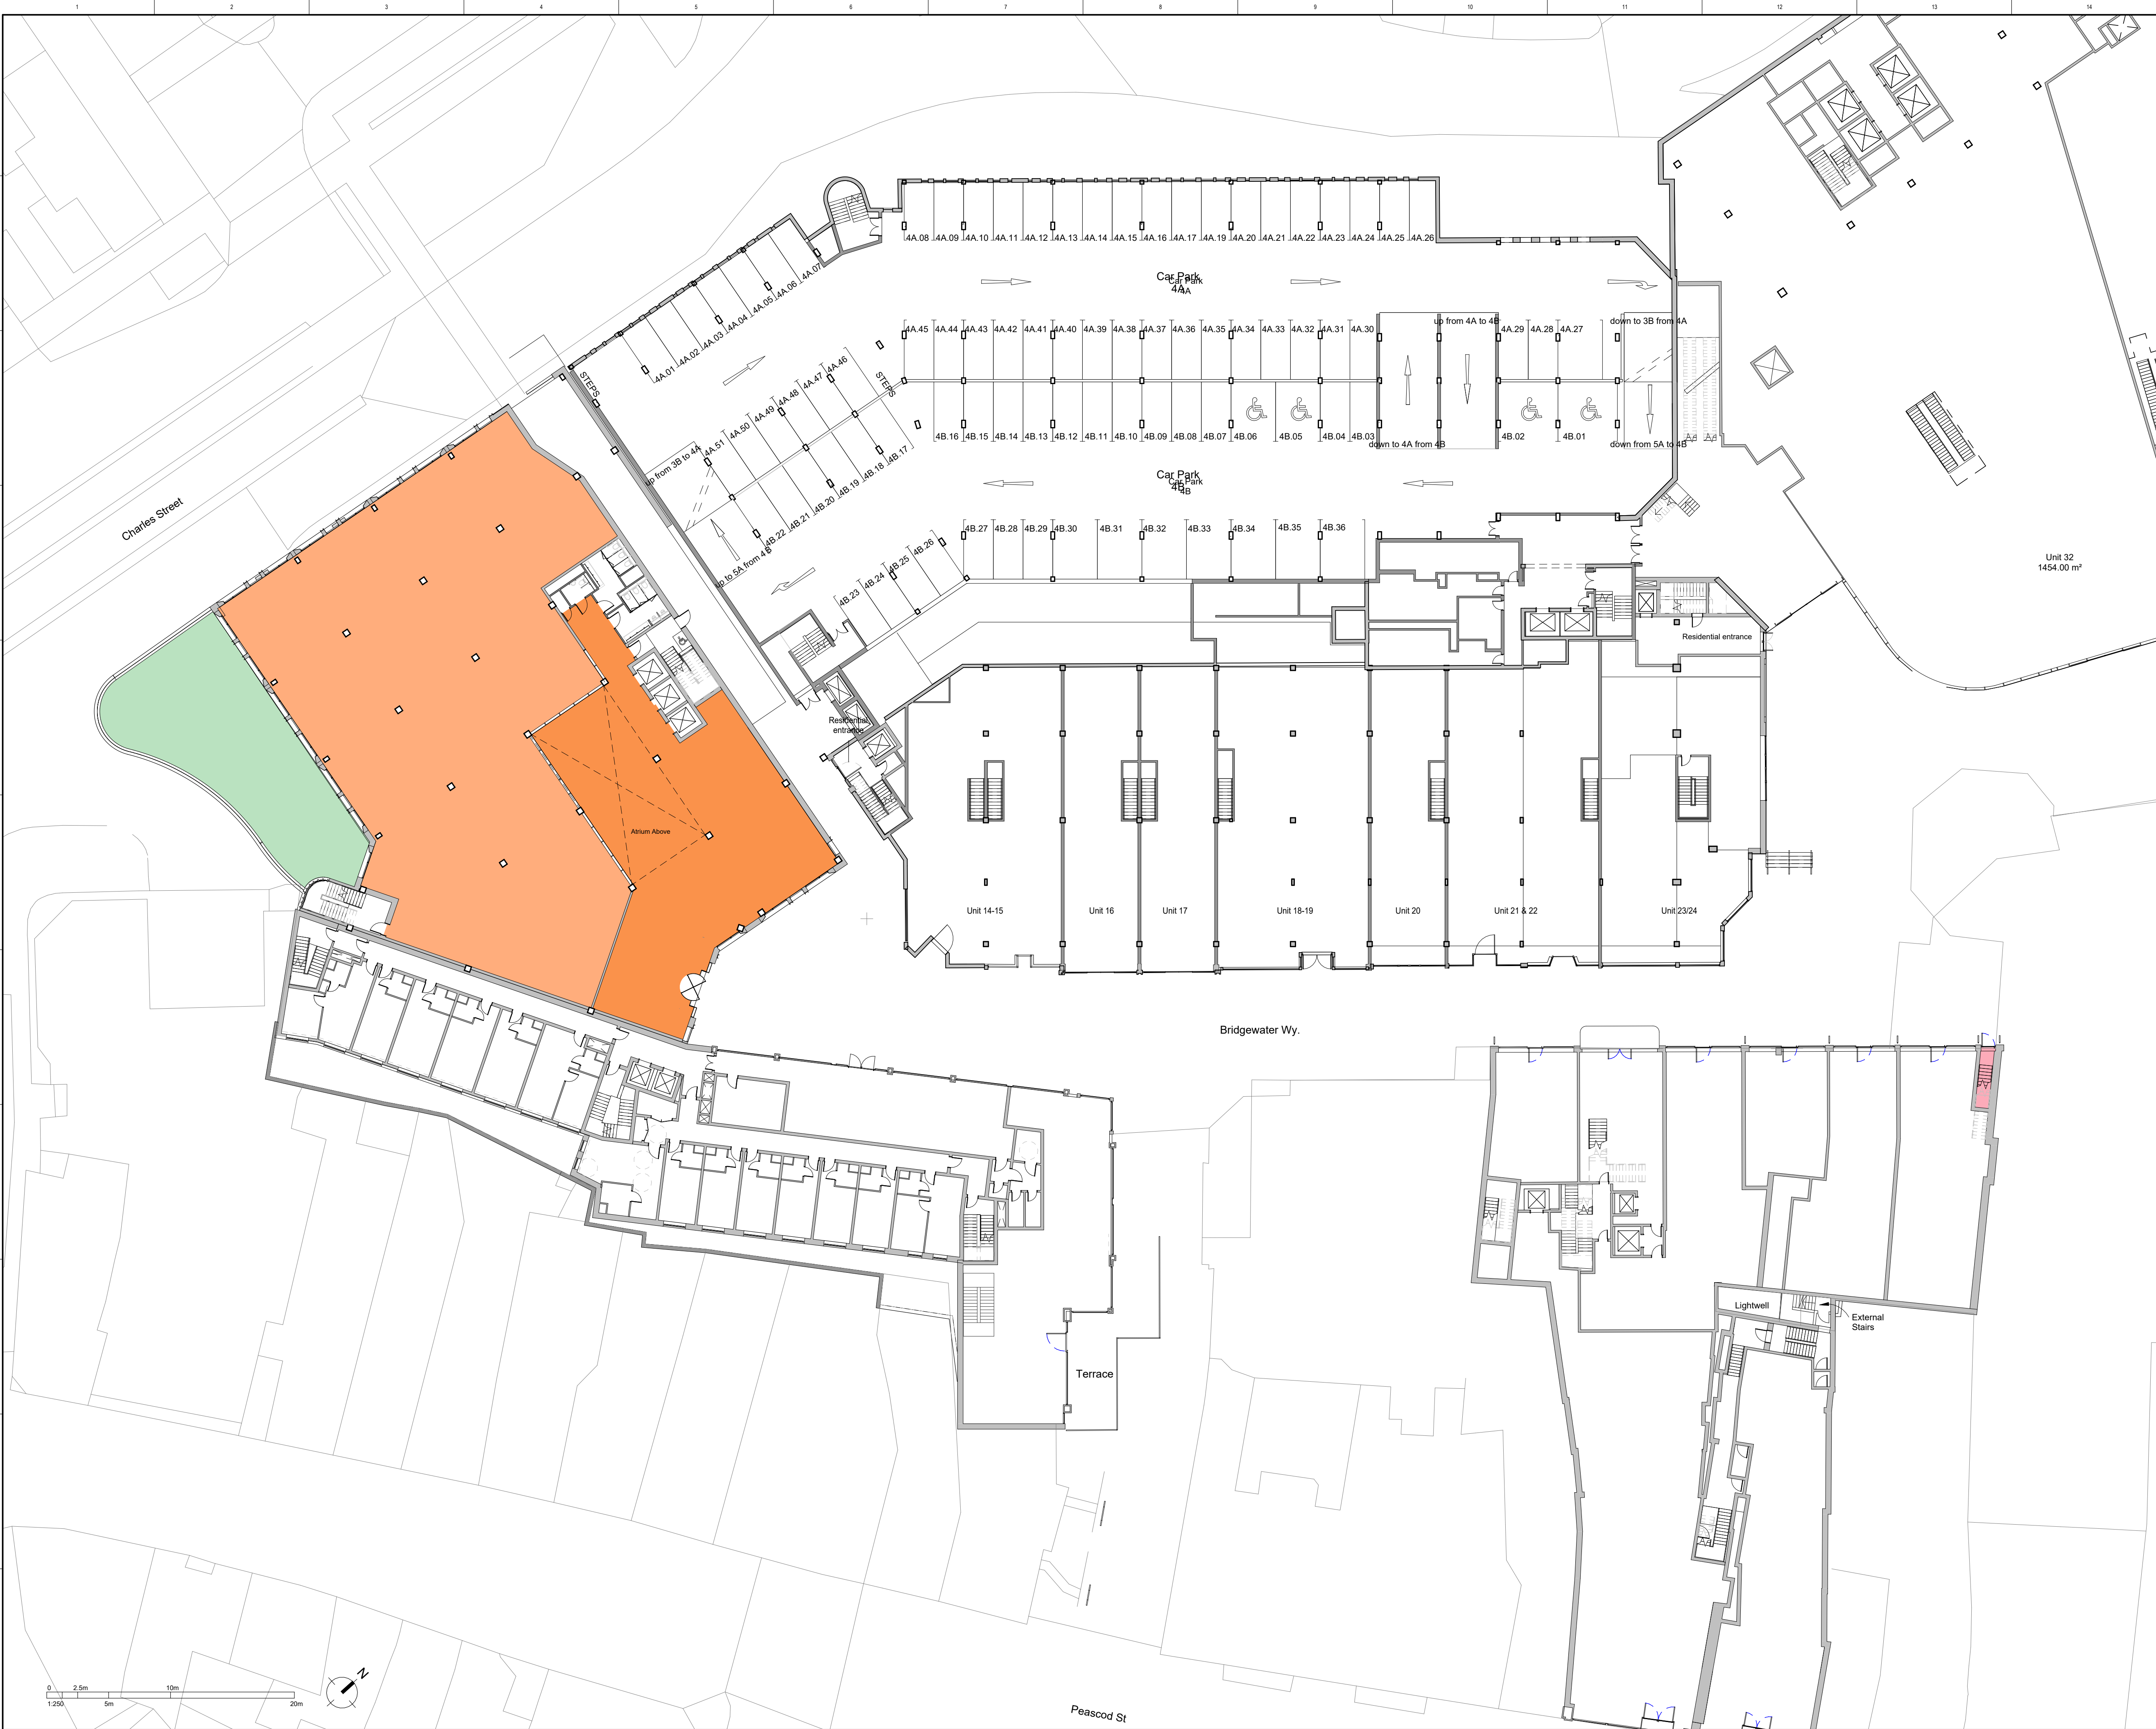 1 2 3 4 5 6 7 8 9 10 11 12 13 14
4A.08 4A.09 4A.10 4A.11 4A.12 4A.13 4A.14 4A.15 4A.16 4A.17 4A.19 4A.20 4A.21 4A.22 4A.23 4A.24 4A.25 4A.26
4A.01 4A.02 4A.03 4A.04 4A.05 4A.06 4A.07
Car Park
4A
Car Park
4A
STEPS
STEPS
4A.45 4A.44 4A.43 4A.42 4A.41 4A.40 4A.39 4A.38 4A.37 4A.36 4A.35 4A.34 4A.33 4A.32 4A.31 4A.30
up from 4A to 4B
4A.29 4A.28 4A.27
down to 3B from 4A
4A.51 4A.50 4A.49 4A.48 4A.47 4A.46
up from 3B to 4A
4B.16 4B.15 4B.14 4B.13 4B.12 4B.11 4B.10 4B.09 4B.08 4B.07 4B.06 4B.05 4B.04 4B.03
down to 4A from 4B
4B.02 4B.01
down from 5A to 4B
4B.22 4B.21 4B.20 4B.19 4B.18 4B.17
up to 5A from 4B
Car Park
4B
Car Park
4B
4B.27 4B.28 4B.29 4B.30 4B.31 4B.32 4B.33 4B.34 4B.35 4B.36
4B.23 4B.24 4B.25 4B.26
Charles Street
Unit 32
1454.00 m²
Residential entrance
Residential
entrance
Atrium Above
Unit 14-15
Unit 16
Unit 17
Unit 18-19
Unit 20
Unit 21 & 22
Unit 23/24
Bridgewater Wy.
Lightwell
External
Stairs
Terrace
0 2.5m 10m
1:250 5m 20m
N
Peascod St